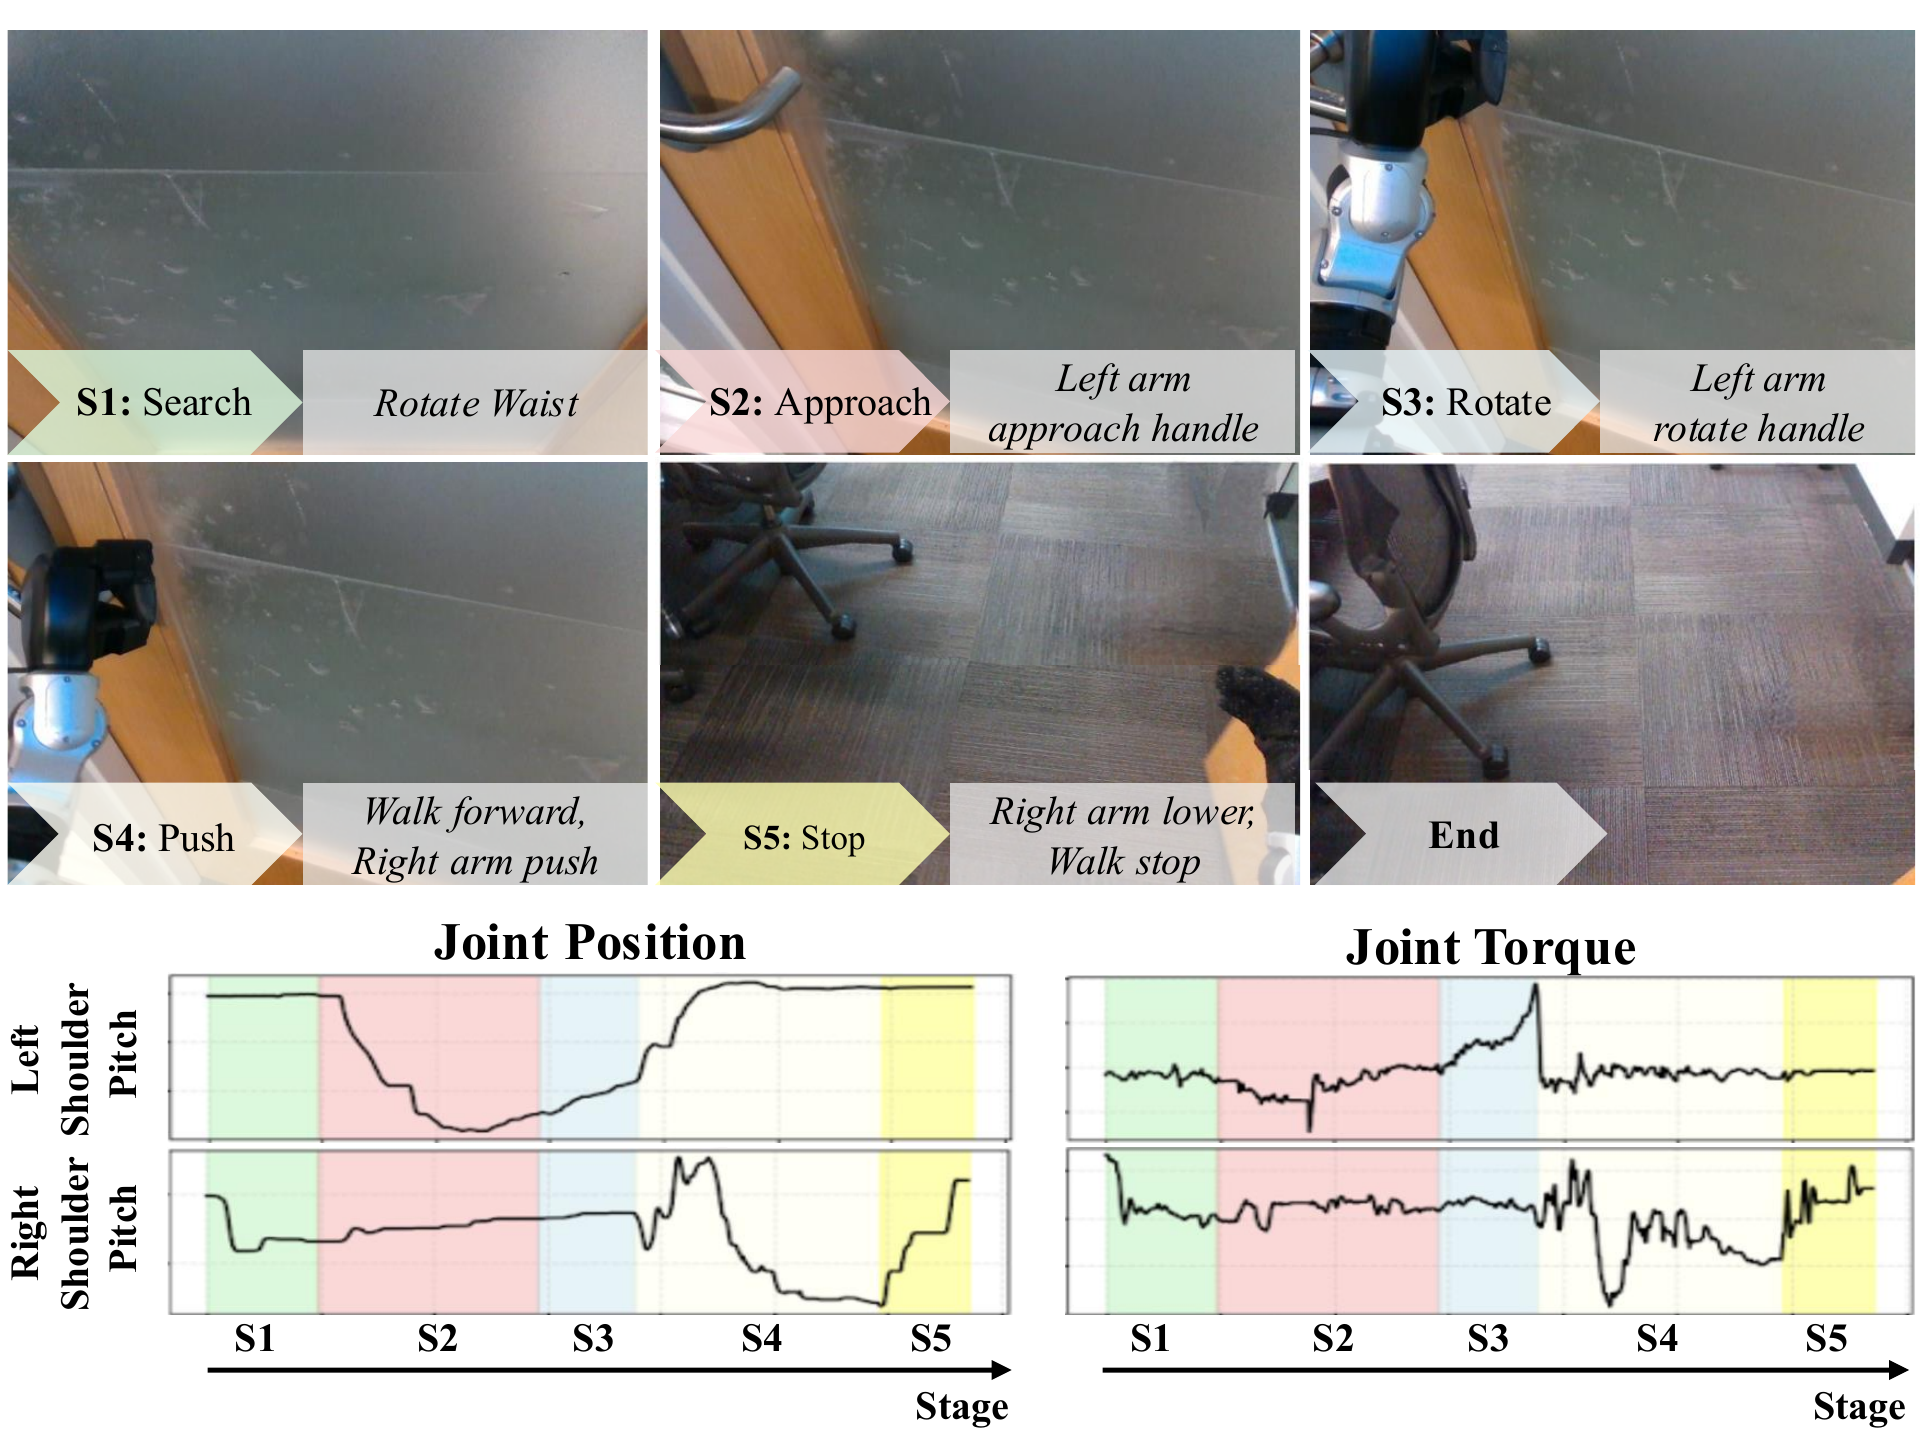 S1: Search
Rotate Waist
S2: Approach
Left arm
approach handle
S3: Rotate
Left arm
rotate handle
S4: Push
Walk forward,
Right arm push
S5: Stop
Right arm lower,
Walk stop
End
Joint Position
Joint Torque
Left
Shoulder
Pitch
Right
Shoulder
Pitch
S1 S2 S3 S4 S5
Stage
S1 S2 S3 S4 S5
Stage